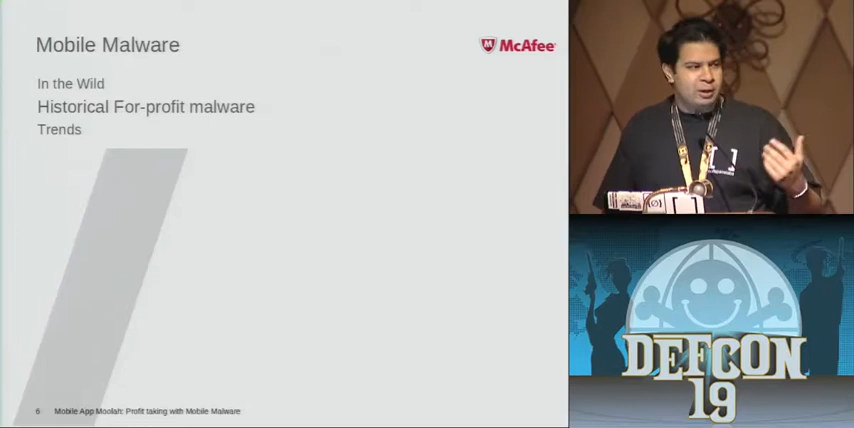 Mobile Malware
McAfee
In the Wild
Historical For-profit malware
Trends
6 Mobile App Moolah: Profit taking with Mobile Malware
[ ]
DEFCON
19